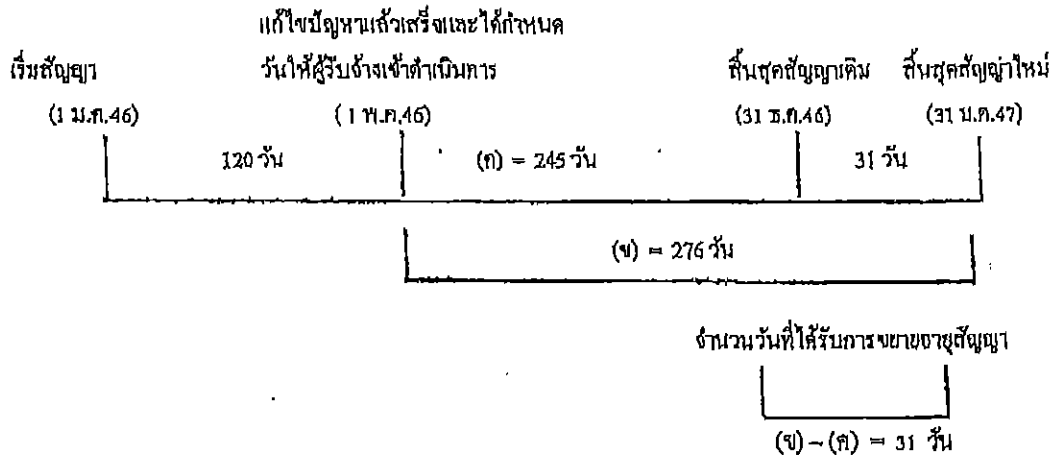 แก้ไขปัญหาแล้วเสร็จและได้กำหนด
เริ่มสัญญา วันให้ผู้รับจ้างเข้าดำเนินการ สิ้นสุดสัญญาเดิม สิ้นสุดสัญญาใหม่
(1 ม.ค.46) (1 พ.ค.46) (31 ธ.ค.46) (31 ม.ค.47)
120 วัน (ก) = 245 วัน 31 วัน
(ข) = 276 วัน
จำนวนวันที่ได้รับการขยายอายุสัญญา
(ข) – (ก) = 31 วัน